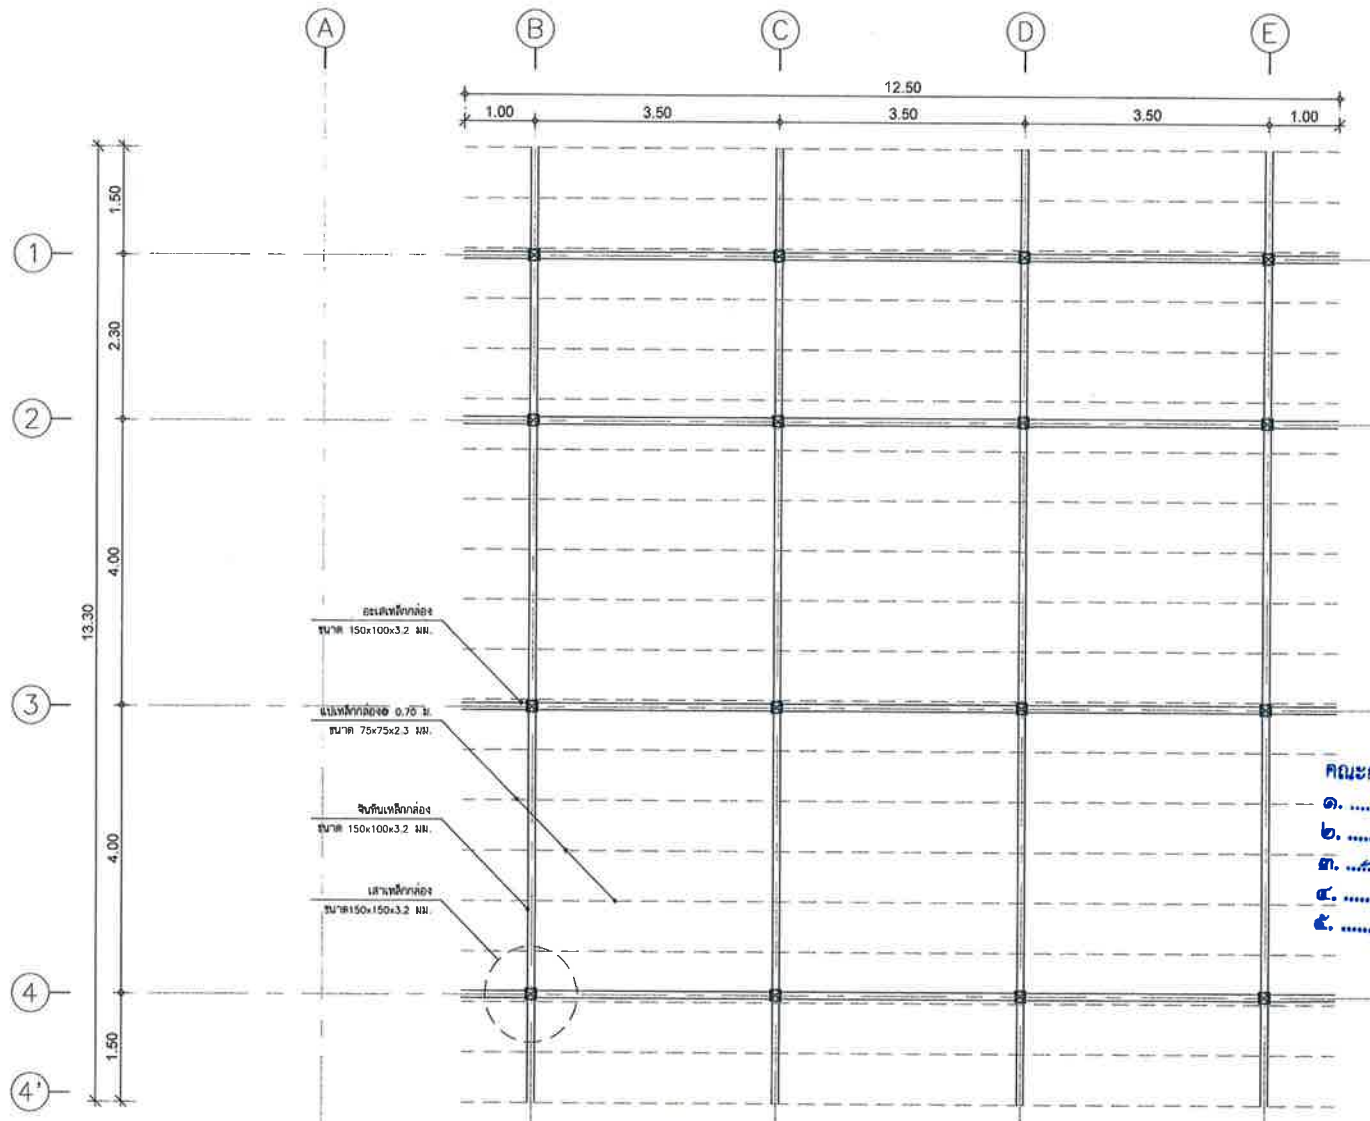 A
B
C
D
E
12.50
1.00
3.50
3.50
3.50
1.00
1.50
1
2.30
2
4.00
13.30
อะเสเหล็กกล่อง
ขนาด 150x100x3.2 มม.
3
แปเหล็กกล่อง@ 0.70 ม.
ขนาด 75x75x2.3 มม.
คณะ
๑. ....
จันทันเหล็กกล่อง
ขนาด 150x100x3.2 มม.
๒. .....
4.00
๓. ...
เสาเหล็กกล่อง
ขนาด150x150x3.2 มม.
๔. ......
๕. ......
4
1.50
4'